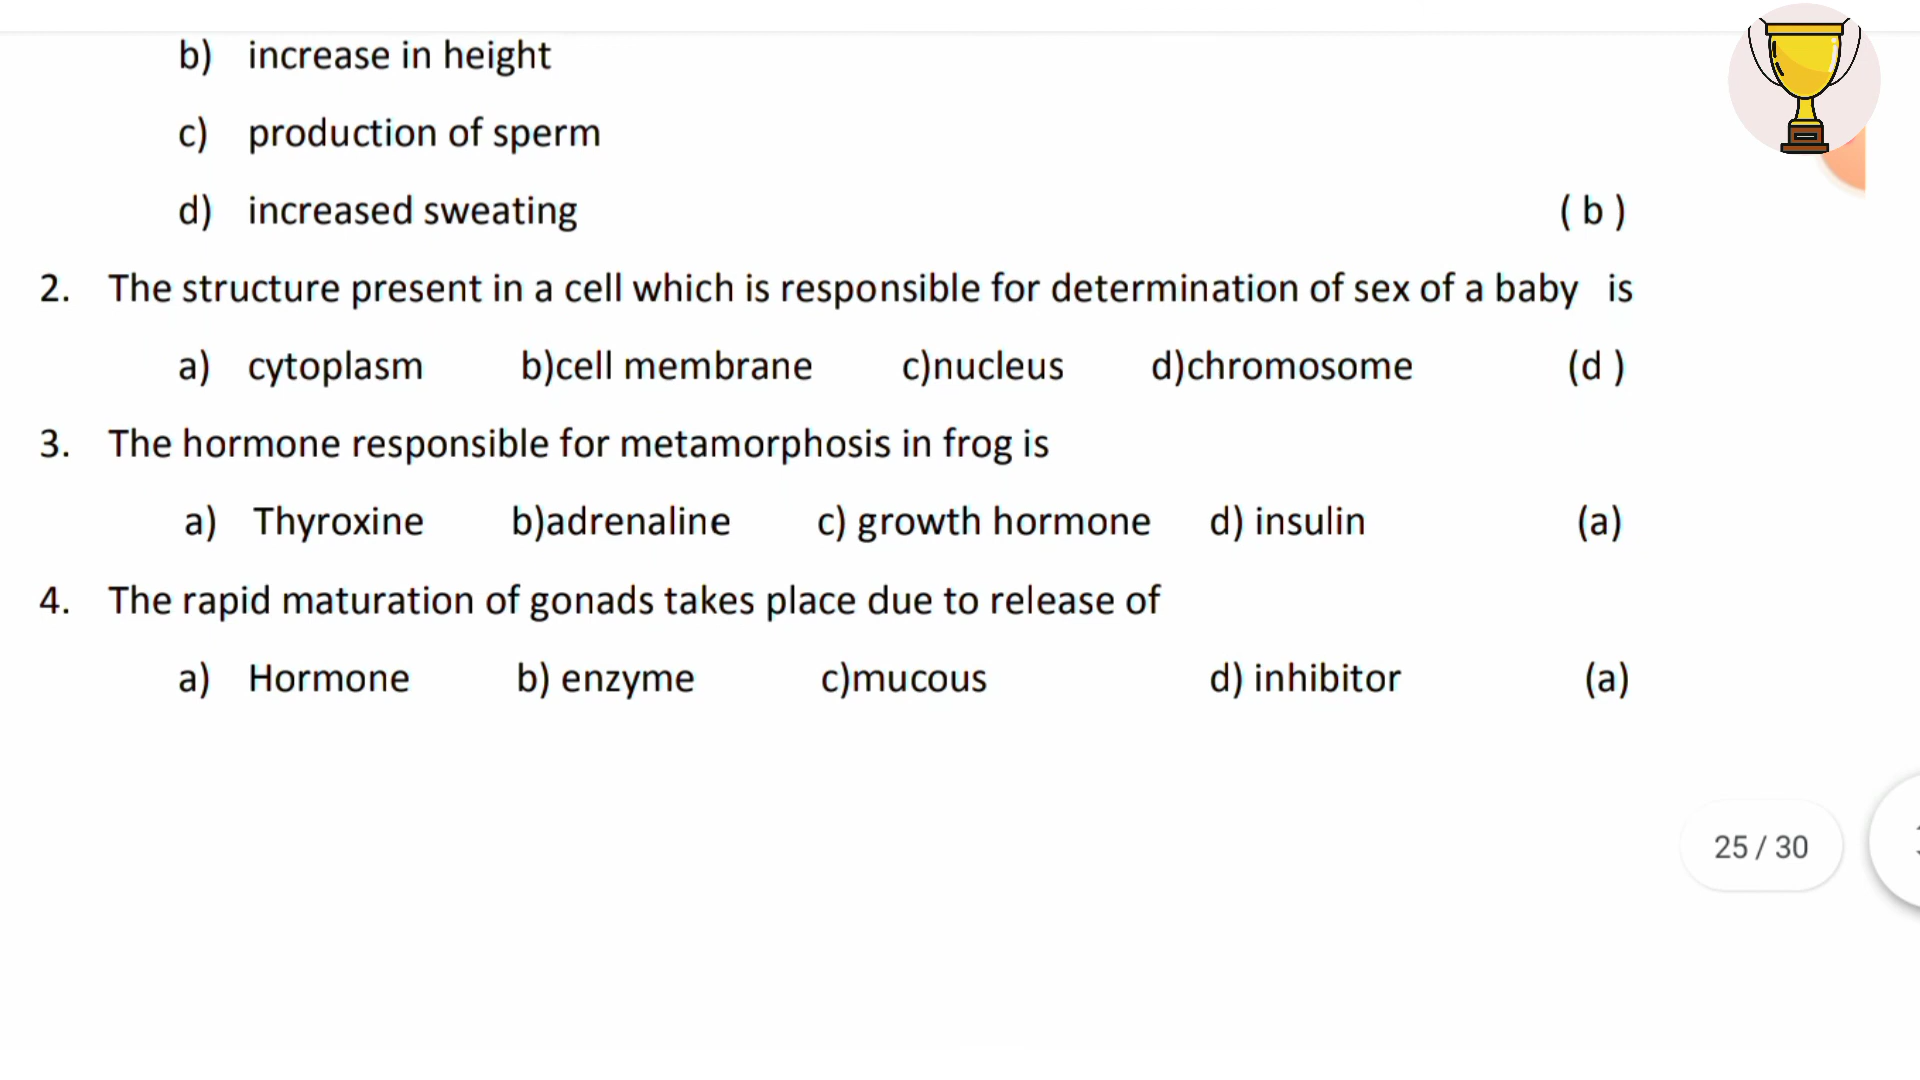 b) increase in height
c) production of sperm
d) increased sweating ( b )
2. The structure present in a cell which is responsible for determination of sex of a baby is
a) cytoplasm b)cell membrane c)nucleus d)chromosome (d )
3. The hormone responsible for metamorphosis in frog is
a) Thyroxine b)adrenaline c) growth hormone d) insulin (a)
4. The rapid maturation of gonads takes place due to release of
a) Hormone b) enzyme c)mucous d) inhibitor (a)
25 / 30